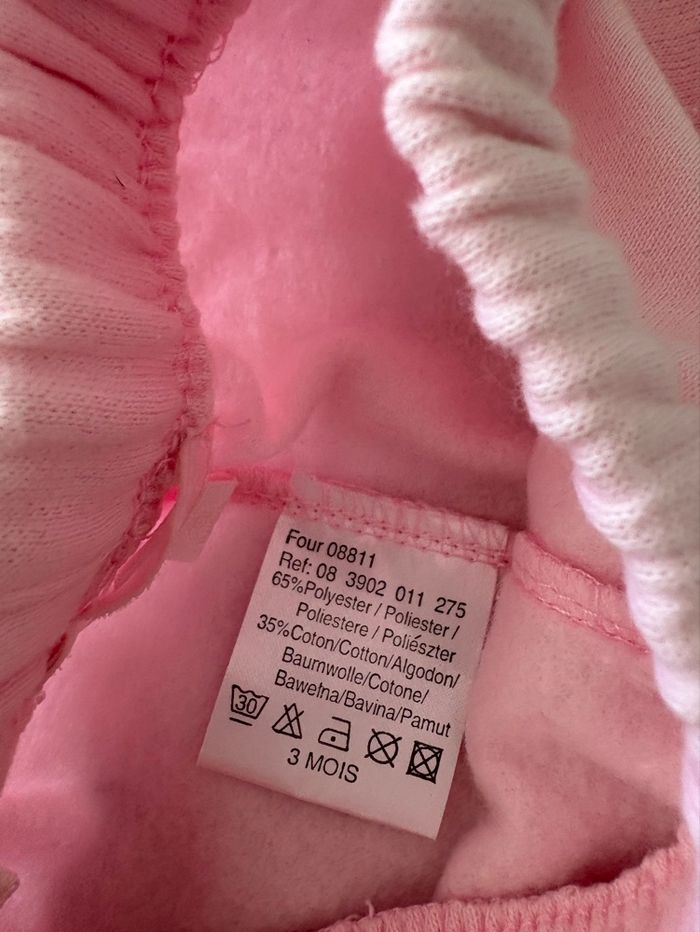 Four 08811
Ref: 08 3902 011 275
65%Polyester / Poliester /
Poliestere / Poliészter
35%Coton/Cotton/Algodon/
Baumwolle/Cotone/
Bawełna/Bavlna/Pamut
30
3 MOIS